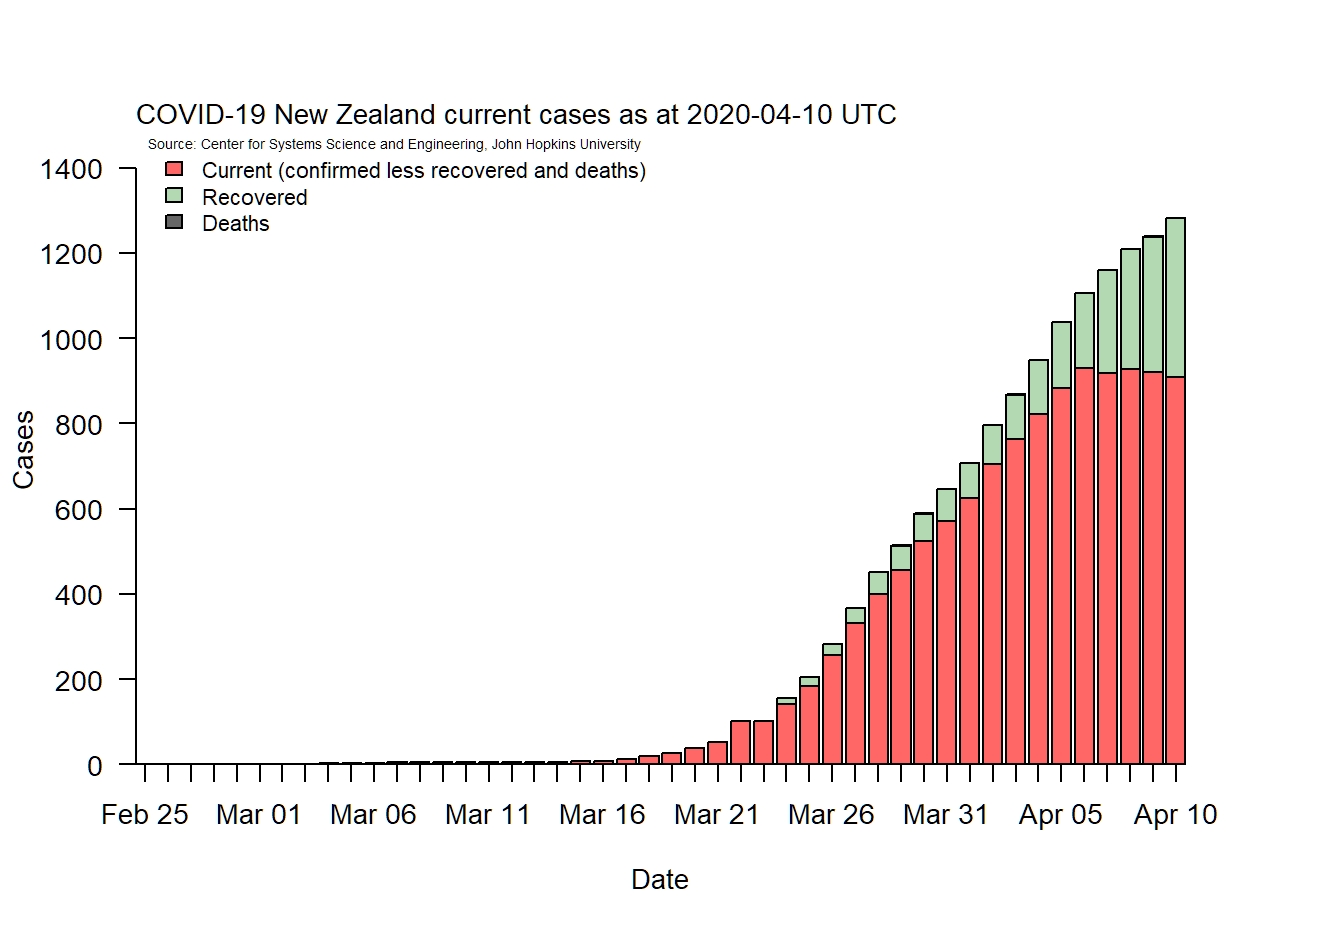 COVID-19 New Zealand current cases as at 2020-04-10 UTC
Source: Center for Systems Science and Engineering, John Hopkins University
Current (confirmed less recovered and deaths)
Recovered
Deaths
1400
1200
1000
800
600
400
200
0
Cases
Feb 25 Mar 01 Mar 06 Mar 11 Mar 16 Mar 21 Mar 26 Mar 31 Apr 05 Apr 10
Date